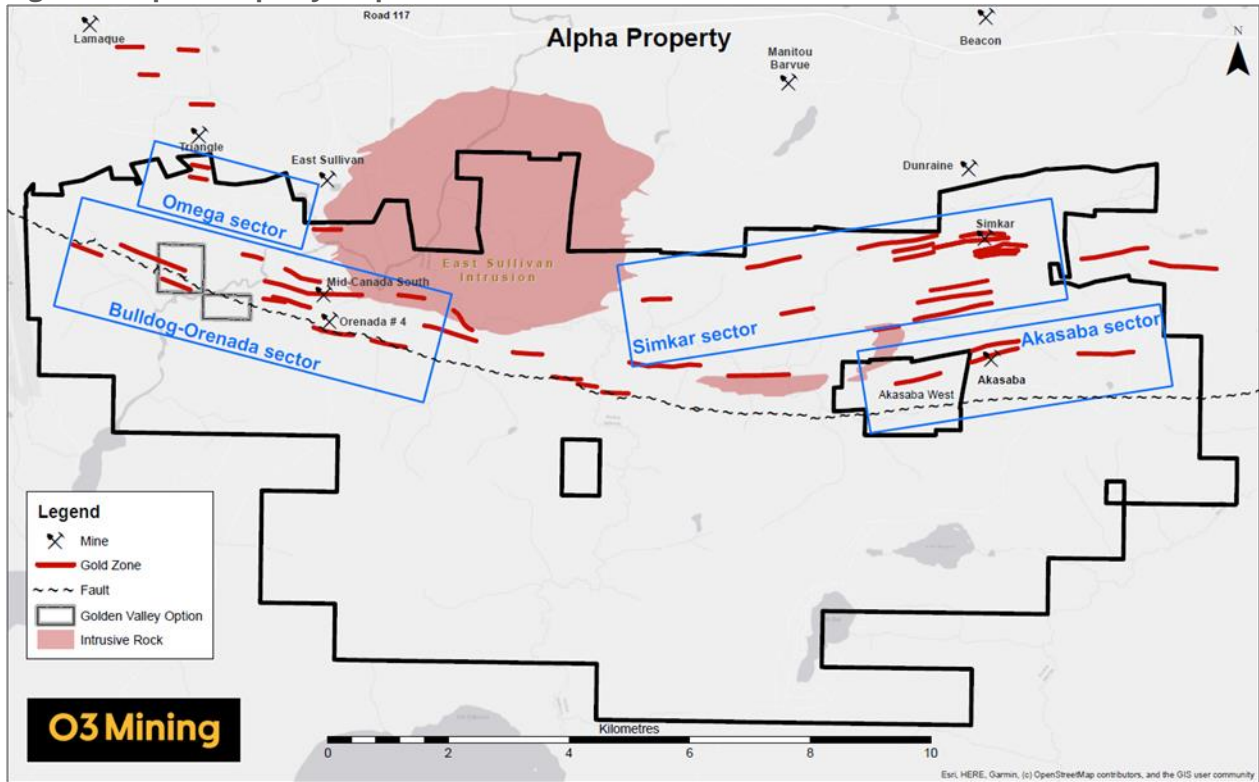 Road 117
Lamaque
Alpha Property
Beacon
N
Manitou
Barvue
Triangle
East Sullivan
Dunraine
Omega sector
Simkar
East Sullivan
Intrusion
Mid-Canada South
Orenada # 4
Bulldog-Orenada sector
Simkar sector
Akasaba sector
Akasaba
Akasaba West
Legend
Mine
Gold Zone
Fault
Golden Valley Option
Intrusive Rock
O3 Mining
Kilometres
0 2 4 6 8 10
Esri, HERE, Garmin, (c) OpenStreetMap contributors, and the GIS user community